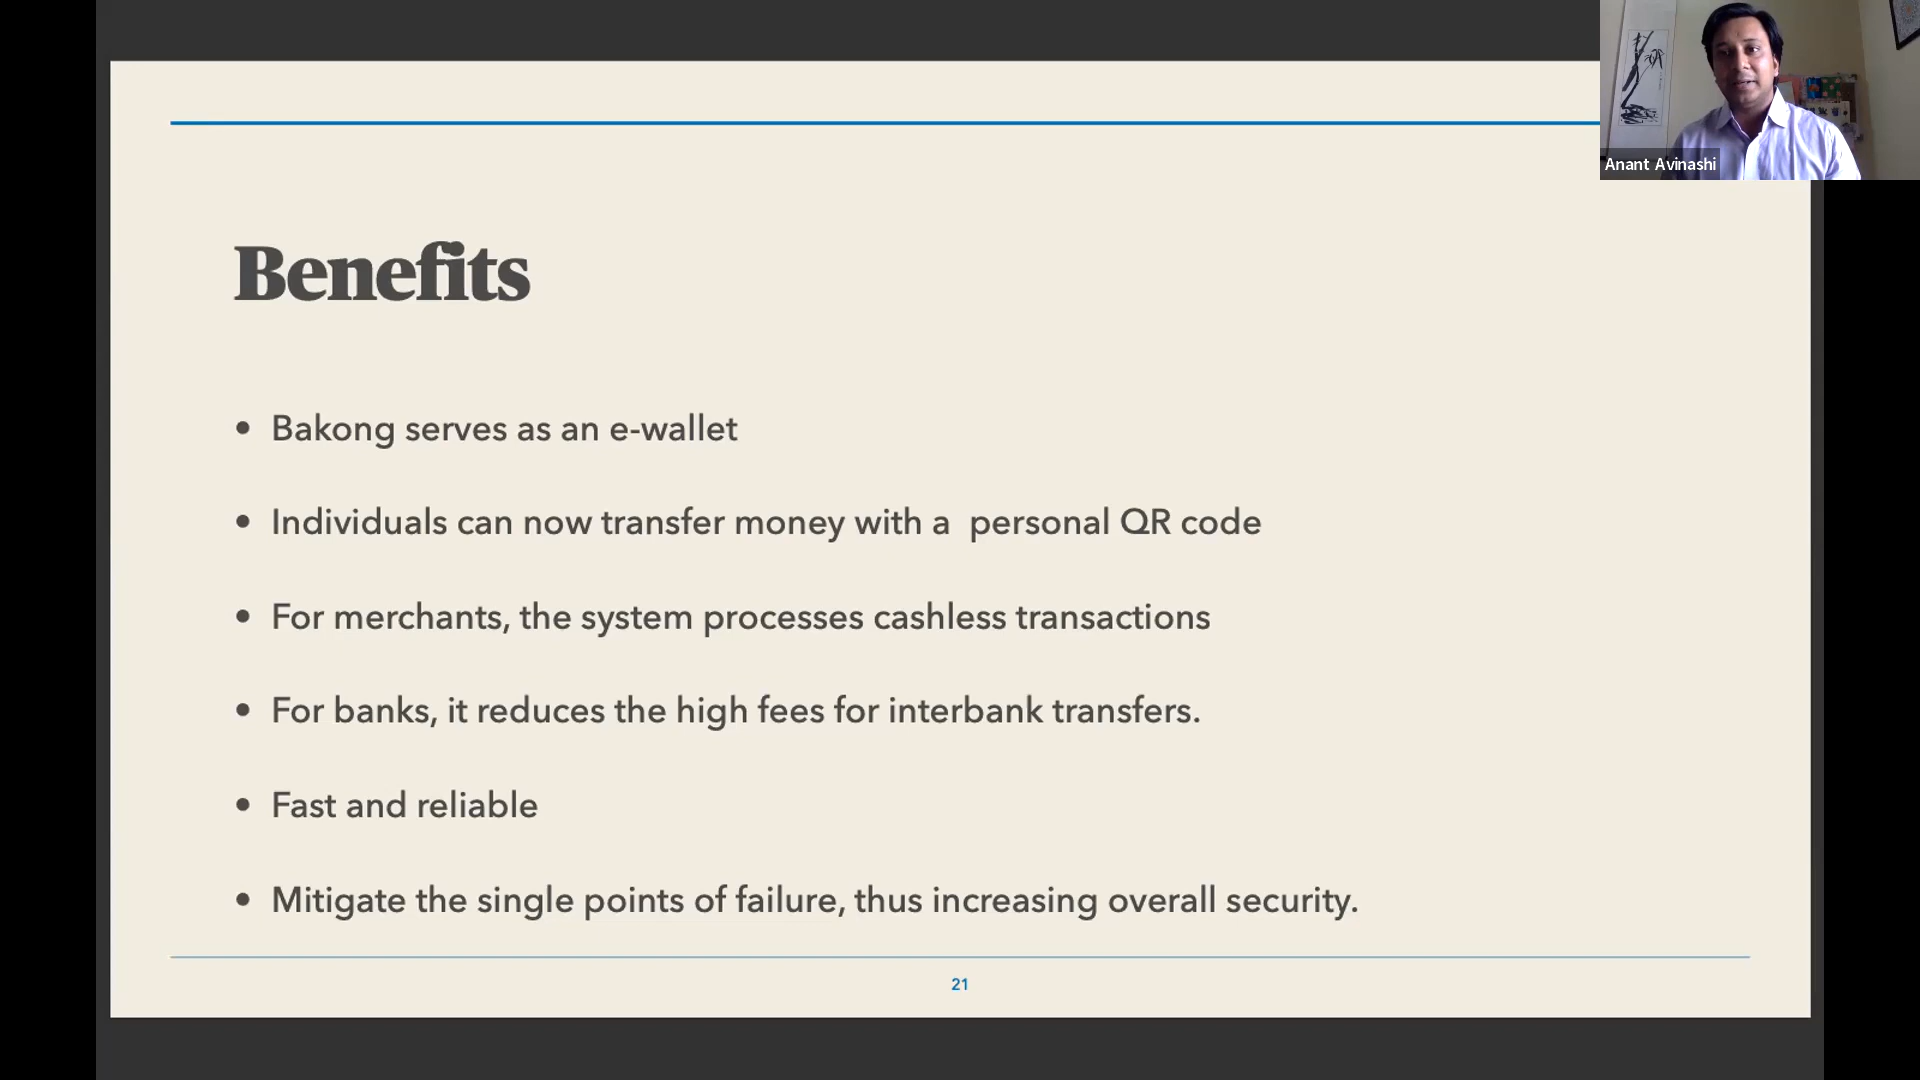 Anant Avinashi
Benefits
• Bakong serves as an e-wallet
• Individuals can now transfer money with a  personal QR code
• For merchants, the system processes cashless transactions
• For banks, it reduces the high fees for interbank transfers.
• Fast and reliable
• Mitigate the single points of failure, thus increasing overall security.
21